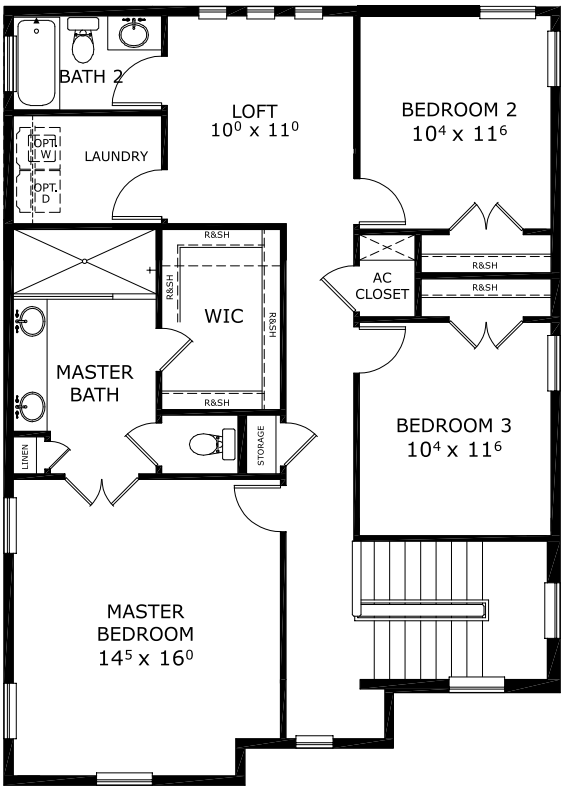 BATH 2
LOFT
10⁰ x 11⁰
BEDROOM 2
10⁴ x 11⁶
OPT.
W
LAUNDRY
OPT.
D
R&SH
R&SH
WIC
R&SH
R&SH
AC
CLOSET
R&SH
R&SH
MASTER
BATH
LINEN
STORAGE
BEDROOM 3
10⁴ x 11⁶
MASTER
BEDROOM
14⁵ x 16⁰